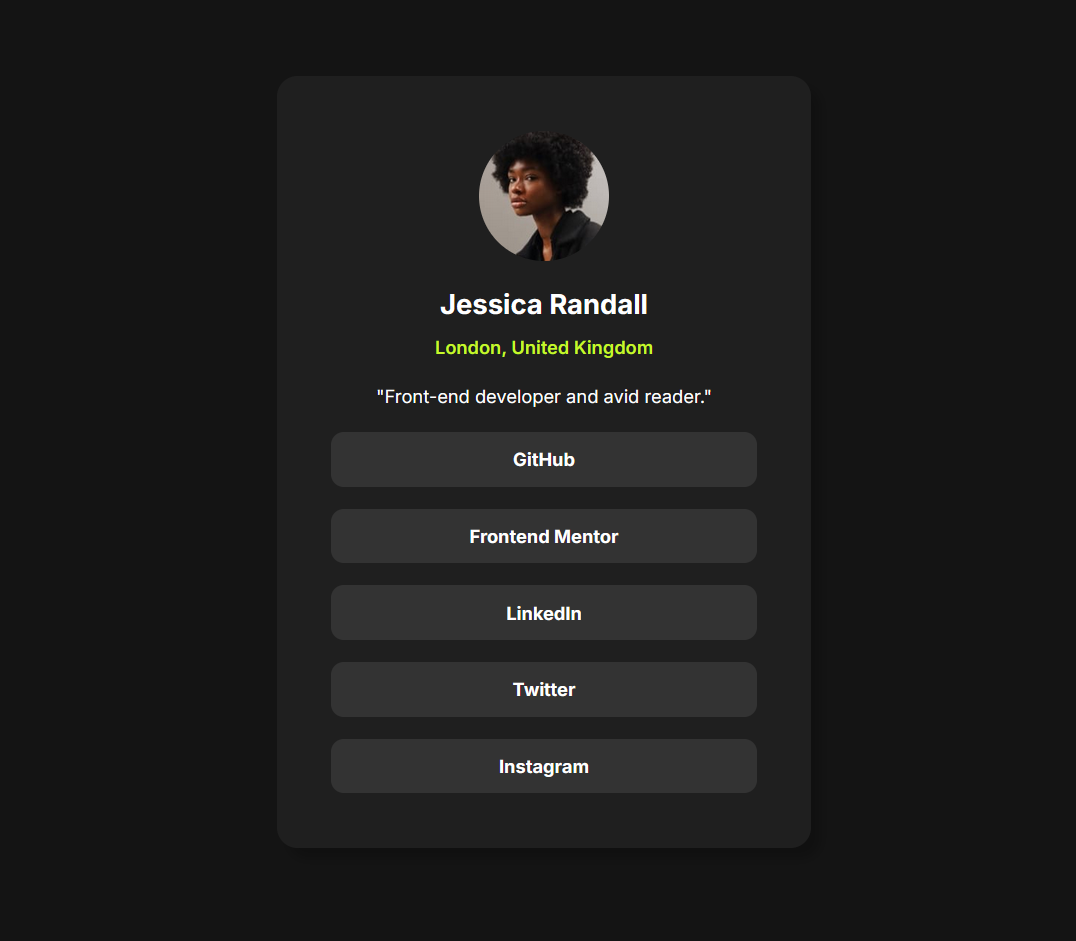 Jessica Randall
London, United Kingdom
"Front-end developer and avid reader."
GitHub
Frontend Mentor
LinkedIn
Twitter
Instagram